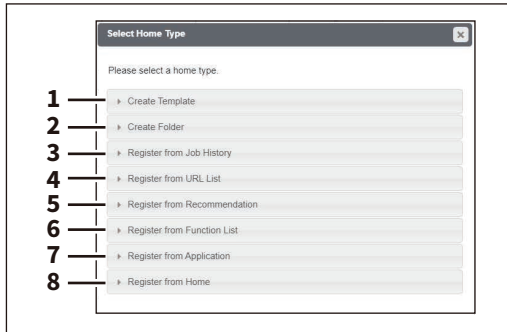 Select Home Type
Please select a home type.
1 Create Template
2 Create Folder
3 Register from Job History
4 Register from URL List
5 Register from Recommendation
6 Register from Function List
7 Register from Application
8 Register from Home